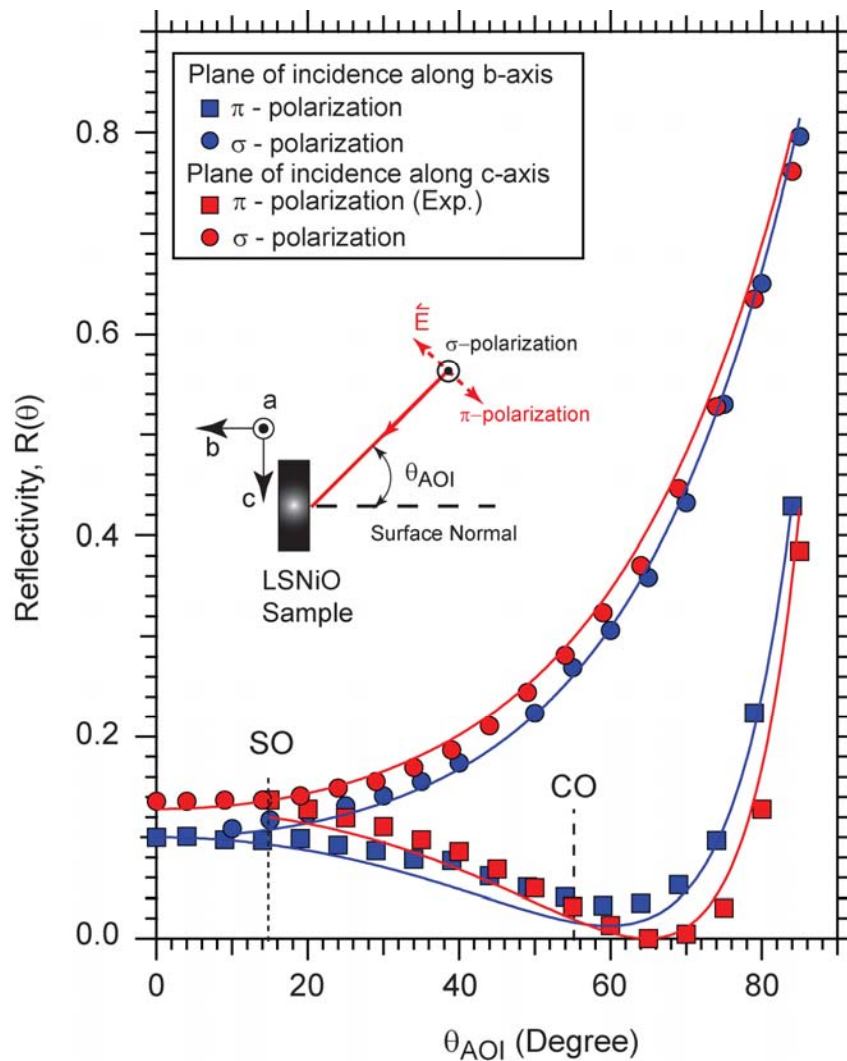 Plane of incidence along b-axis
π - polarization
σ - polarization
Plane of incidence along c-axis
π - polarization (Exp.)
σ - polarization
0.8
0.6
0.4
0.2
0.0
Reflectivity, R(θ)
E
σ–polarization
π–polarization
a
b
c
θAOI
Surface Normal
LSNiO
Sample
SO
CO
0
20
40
60
80
θAOI (Degree)